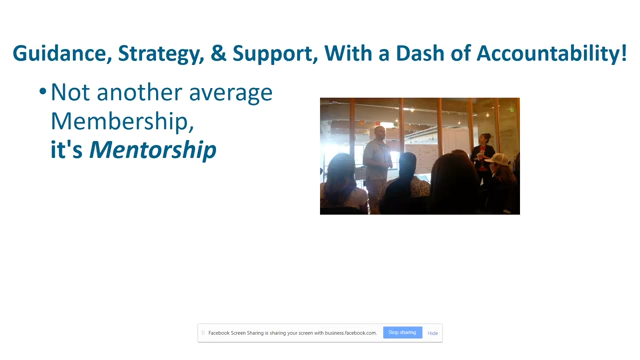 Guidance, Strategy, & Support, With a Dash of Accountability!
•Not another average
Membership,
it's Mentorship
Facebook Screen Sharing is sharing your screen with business.facebook.com.
Stop sharing
Hide